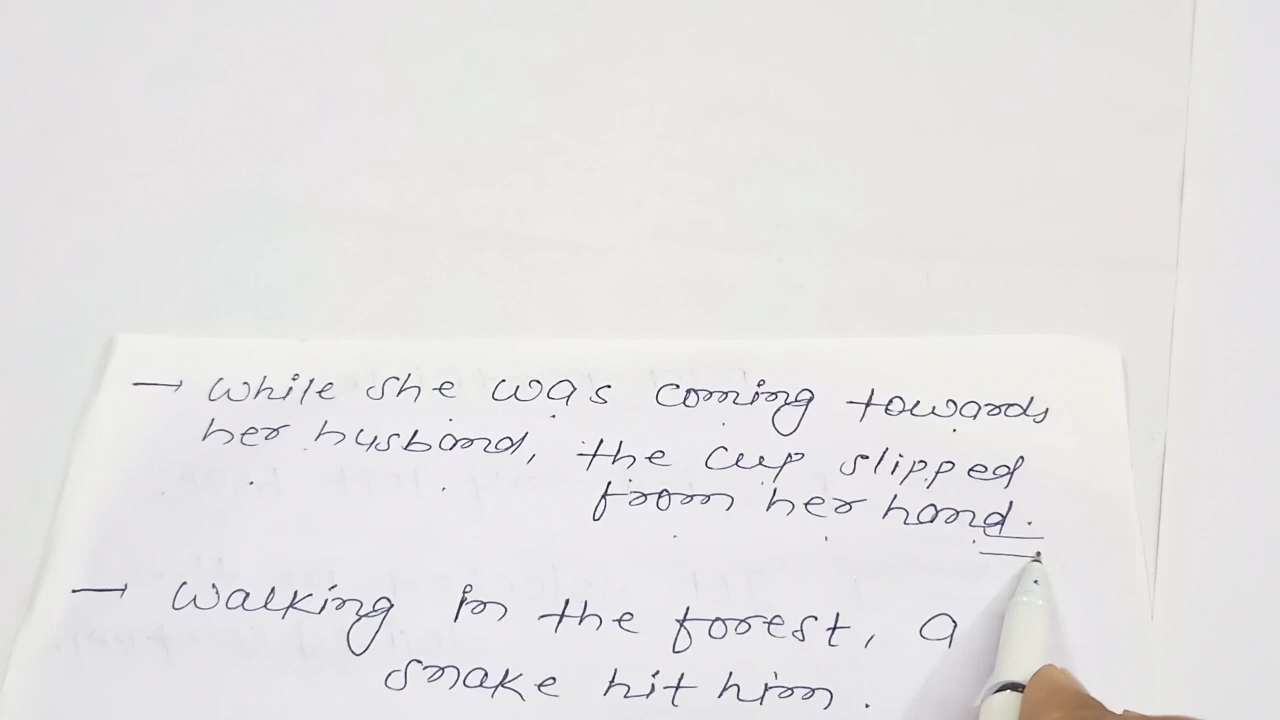 → While she was coming towards
her husband, the cup slipped
from her hand.
→ Walking in the forest, a
snake hit him.